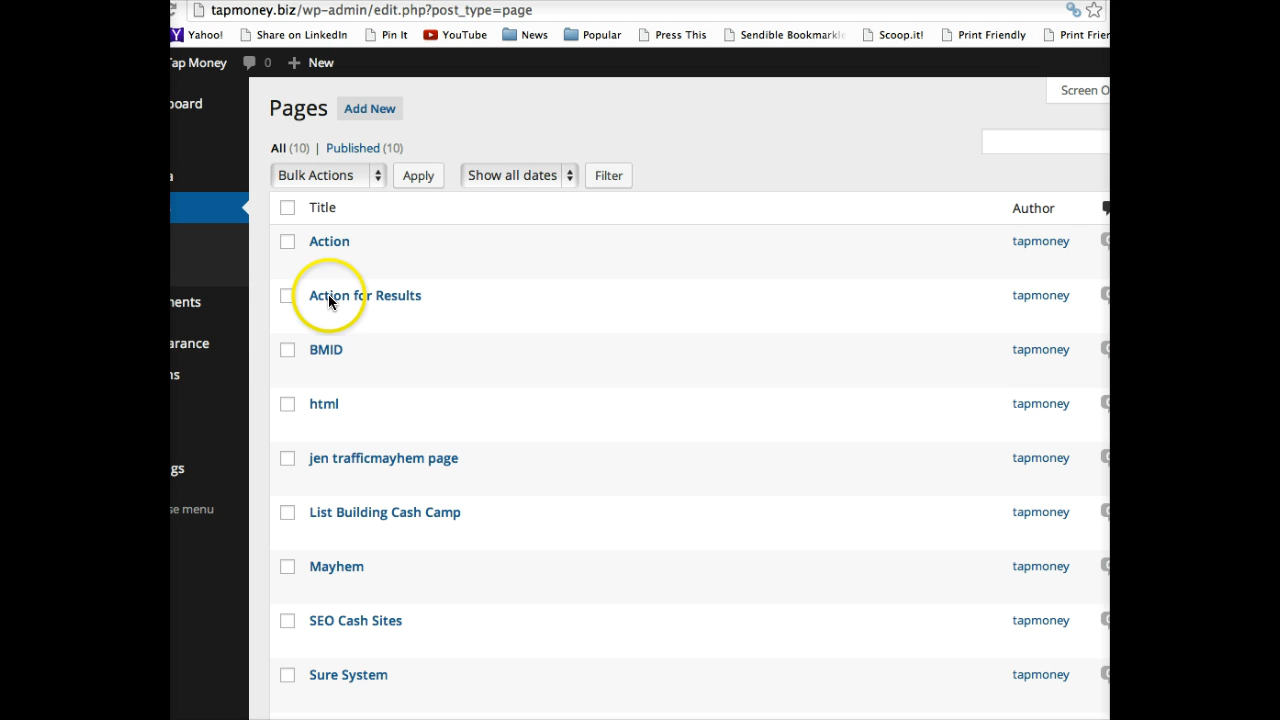 tapmoney.biz/wp-admin/edit.php?post_type=page
Yahoo! Share on LinkedIn Pin It YouTube News Popular Press This Sendible Bookmarkl Scoop.it! Print Friendly Print Frien
Tap Money 0 + New
board
Pages Add New Screen O
All (10) | Published (10)
Bulk Actions Apply Show all dates Filter
Title Author
Action tapmoney
Action for Results tapmoney
ments
arance
BMID tapmoney
ns
html tapmoney
jen trafficmayhem page tapmoney
gs
se menu
List Building Cash Camp tapmoney
Mayhem tapmoney
SEO Cash Sites tapmoney
Sure System tapmoney